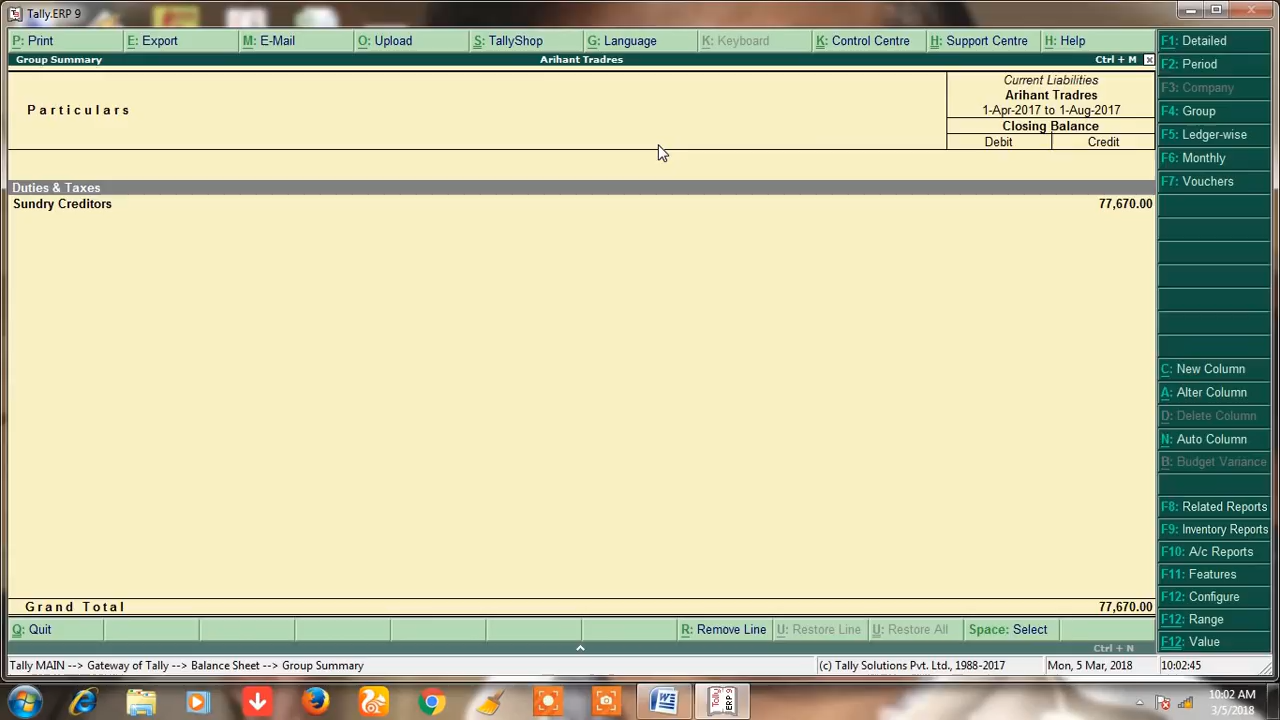 Tally.ERP 9
P: Print E: Export M: E-Mail O: Upload S: TallyShop G: Language K: Keyboard K: Control Centre H: Support Centre H: Help
Group Summary Arihant Tradres Ctrl + M
Particulars
Current Liabilities
Arihant Tradres
1-Apr-2017 to 1-Aug-2017
Closing Balance
Debit Credit
Duties & Taxes
Sundry Creditors 77,670.00
Grand Total 77,670.00
F1: Detailed
F2: Period
F3: Company
F4: Group
F5: Ledger-wise
F6: Monthly
F7: Vouchers
C: New Column
A: Alter Column
D: Delete Column
N: Auto Column
B: Budget Variance
F8: Related Reports
F9: Inventory Reports
F10: A/c Reports
F11: Features
F12: Configure
F12: Range
F12: Value
Q: Quit R: Remove Line U: Restore Line U: Restore All Space: Select
Ctrl + N
Tally MAIN --> Gateway of Tally --> Balance Sheet --> Group Summary (c) Tally Solutions Pvt. Ltd., 1988-2017 Mon, 5 Mar, 2018 10:02:45
10:02 AM
3/5/2018